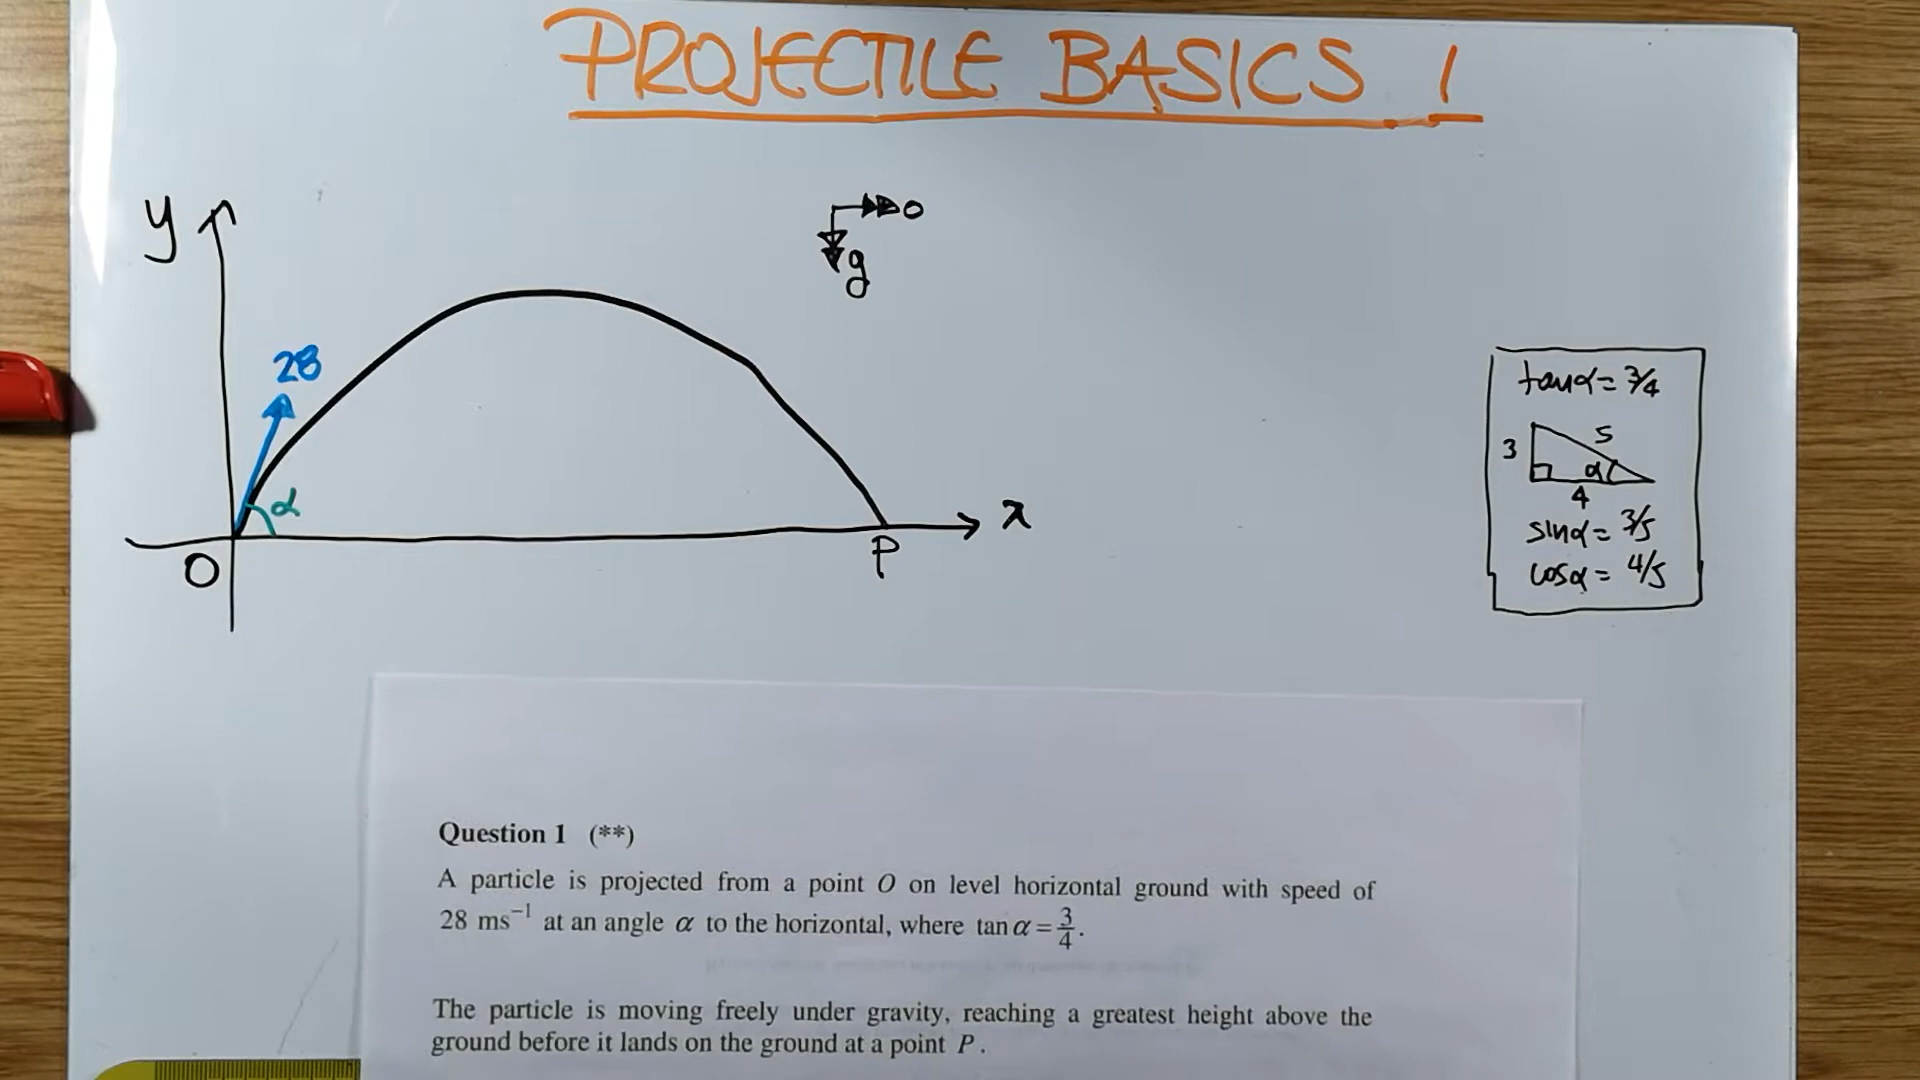 PROJECTILE BASICS 1
y
0
g
28
α
x
O
P
tanα = 3/4
3
5
α
4
sinα = 3/5
cosα = 4/5
Question 1 (**)
A particle is projected from a point O on level horizontal ground with speed of
28 ms⁻¹ at an angle α to the horizontal, where tan α = 3/4.
The particle is moving freely under gravity, reaching a greatest height above the
ground before it lands on the ground at a point P.